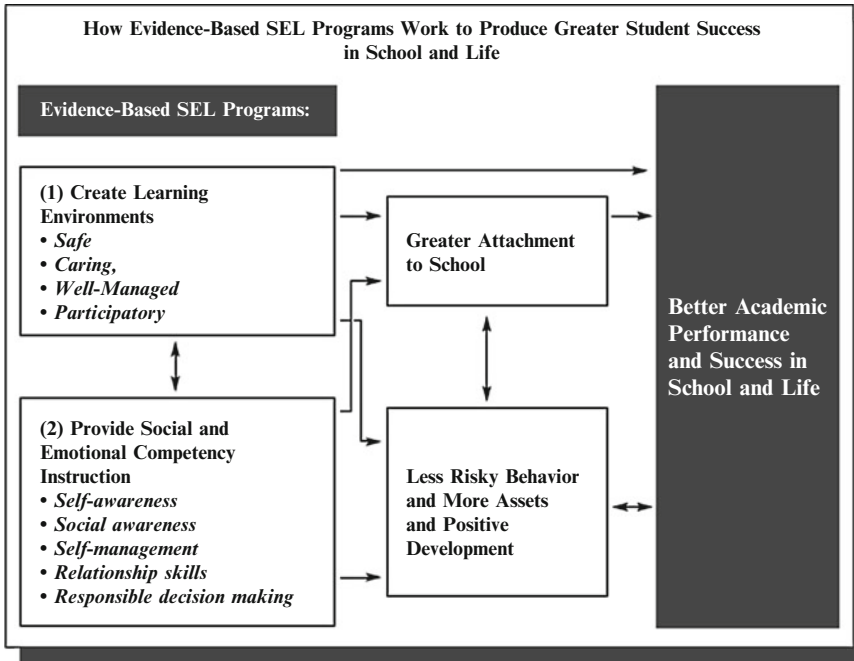 How Evidence-Based SEL Programs Work to Produce Greater Student Success
in School and Life
Evidence-Based SEL Programs:
(1) Create Learning
Environments
• Safe
• Caring,
• Well-Managed
• Participatory
(2) Provide Social and
Emotional Competency
Instruction
• Self-awareness
• Social awareness
• Self-management
• Relationship skills
• Responsible decision making
Greater Attachment
to School
Less Risky Behavior
and More Assets
and Positive
Development
Better Academic
Performance
and Success in
School and Life